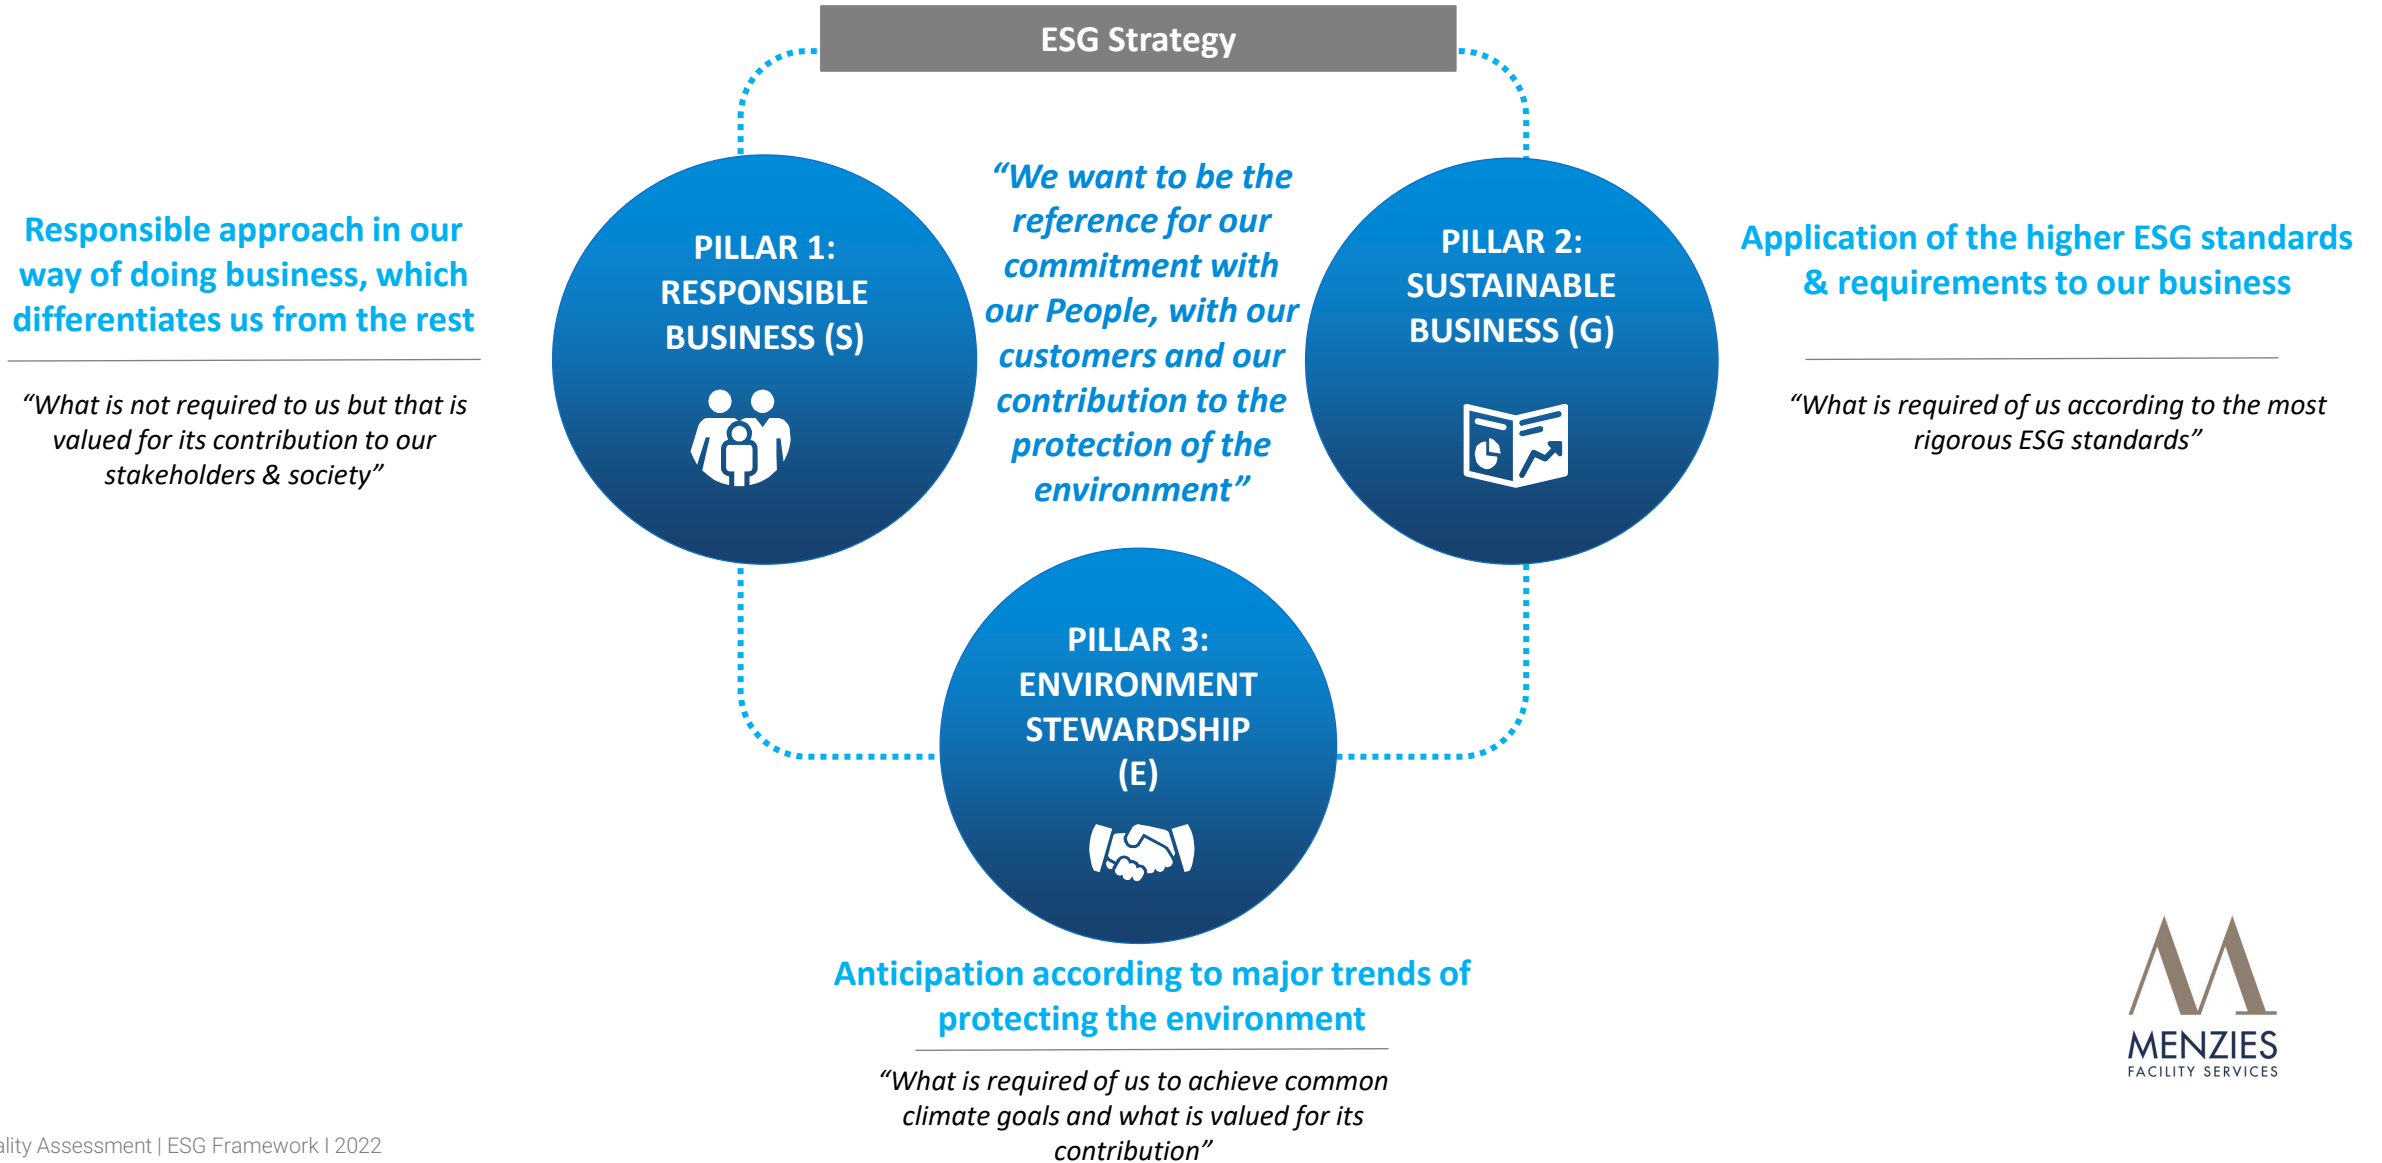 ESG Strategy
Responsible approach in our
way of doing business, which
differentiates us from the rest
“What is not required to us but that is
valued for its contribution to our
stakeholders & society”
PILLAR 1:
RESPONSIBLE
BUSINESS (S)
“We want to be the
reference for our
commitment with
our People, with our
customers and our
contribution to the
protection of the
environment”
PILLAR 2:
SUSTAINABLE
BUSINESS (G)
Application of the higher ESG standards
& requirements to our business
“What is required of us according to the most
rigorous ESG standards”
PILLAR 3:
ENVIRONMENT
STEWARDSHIP
(E)
Anticipation according to major trends of
protecting the environment
“What is required of us to achieve common
climate goals and what is valued for its
contribution”
MENZIES
FACILITY SERVICES
Assessment | ESG Framework I 2022